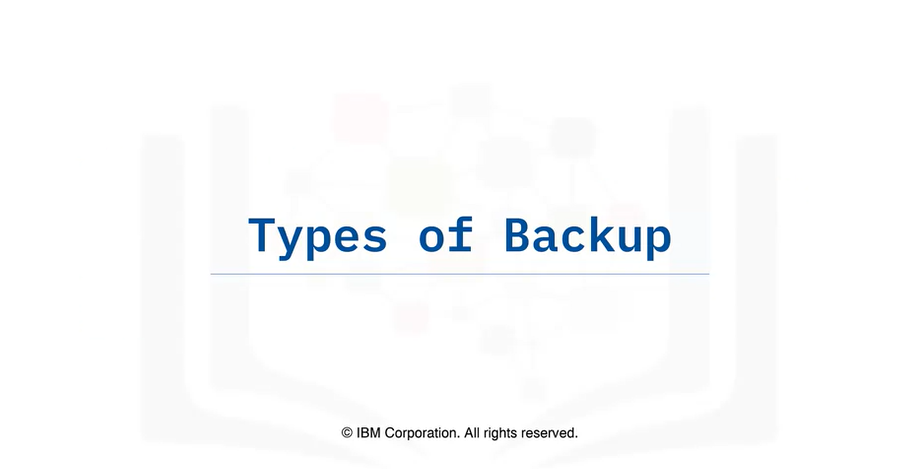 Types of Backup
© IBM Corporation. All rights reserved.